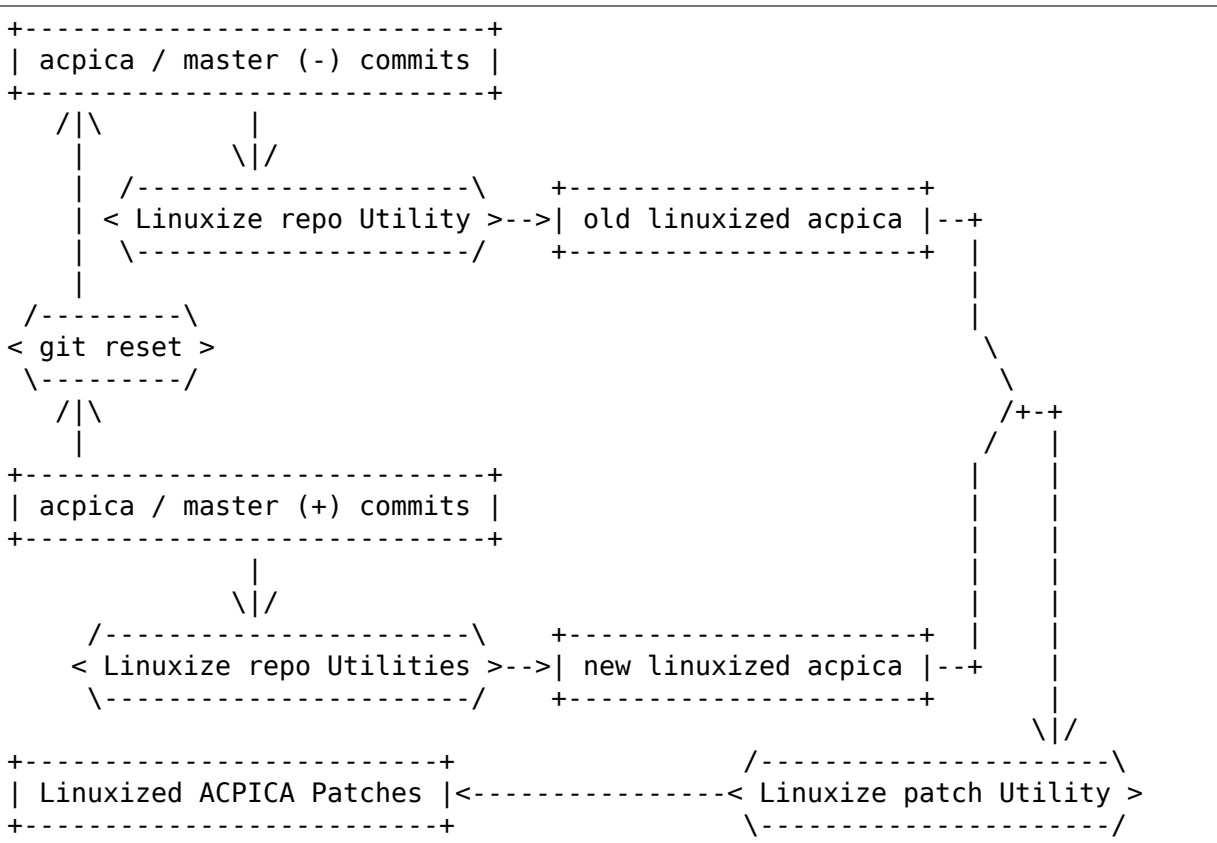 acpica / master (-) commits
< Linuxize repo Utility >-->| old linuxized acpica |--+
< git reset >
acpica / master (+) commits
< Linuxize repo Utilities >-->| new linuxized acpica |--+
| Linuxized ACPICA Patches |<----------------< Linuxize patch Utility >